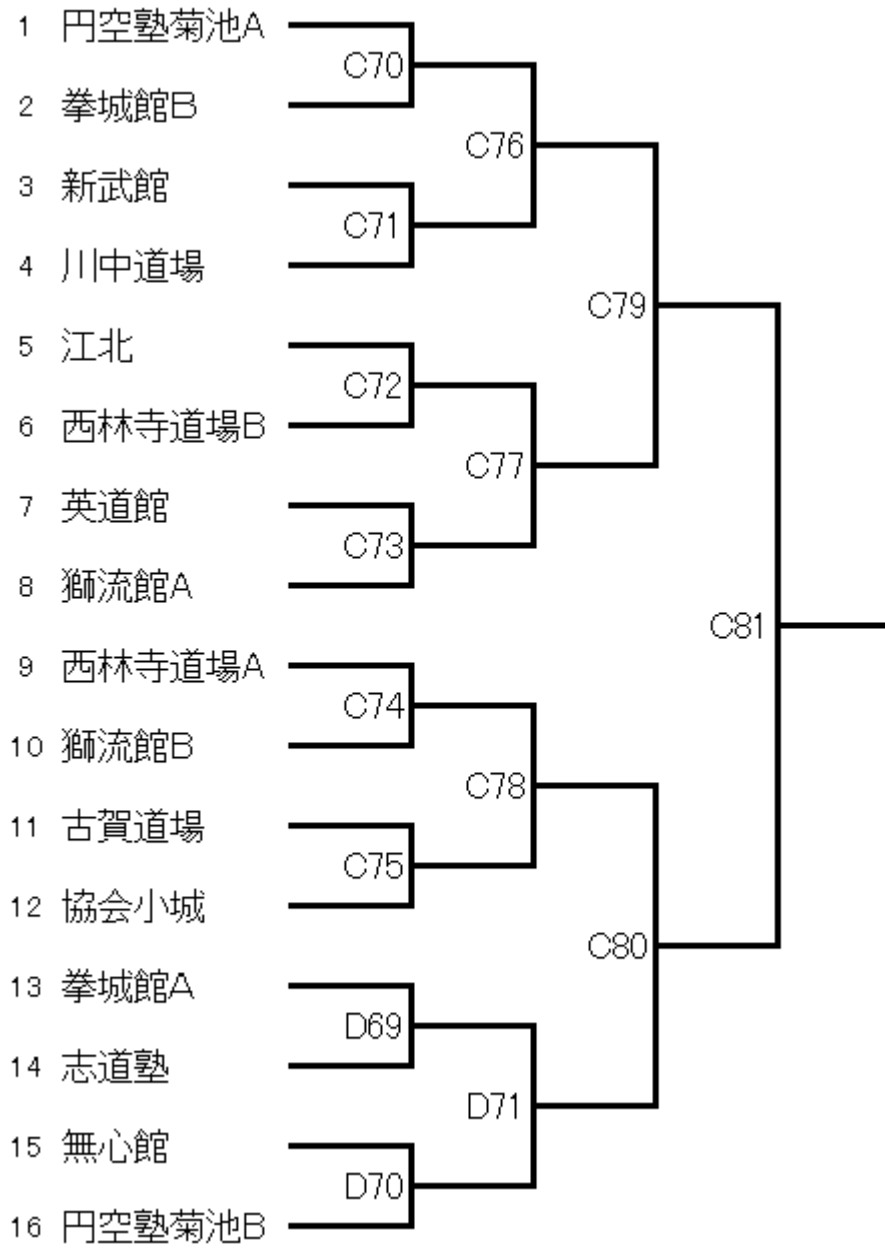 1 円空塾菊池A
C70
2 拳城館B
C76
3 新武館
C71
4 川中道場
C79
5 江北
C72
6 西林寺道場B
C77
7 英道館
C73
8 獅流館A
C81
9 西林寺道場A
C74
10 獅流館B
C78
11 古賀道場
C75
12 協会小城
C80
13 拳城館A
D69
14 志道塾
D71
15 無心館
D70
16 円空塾菊池B